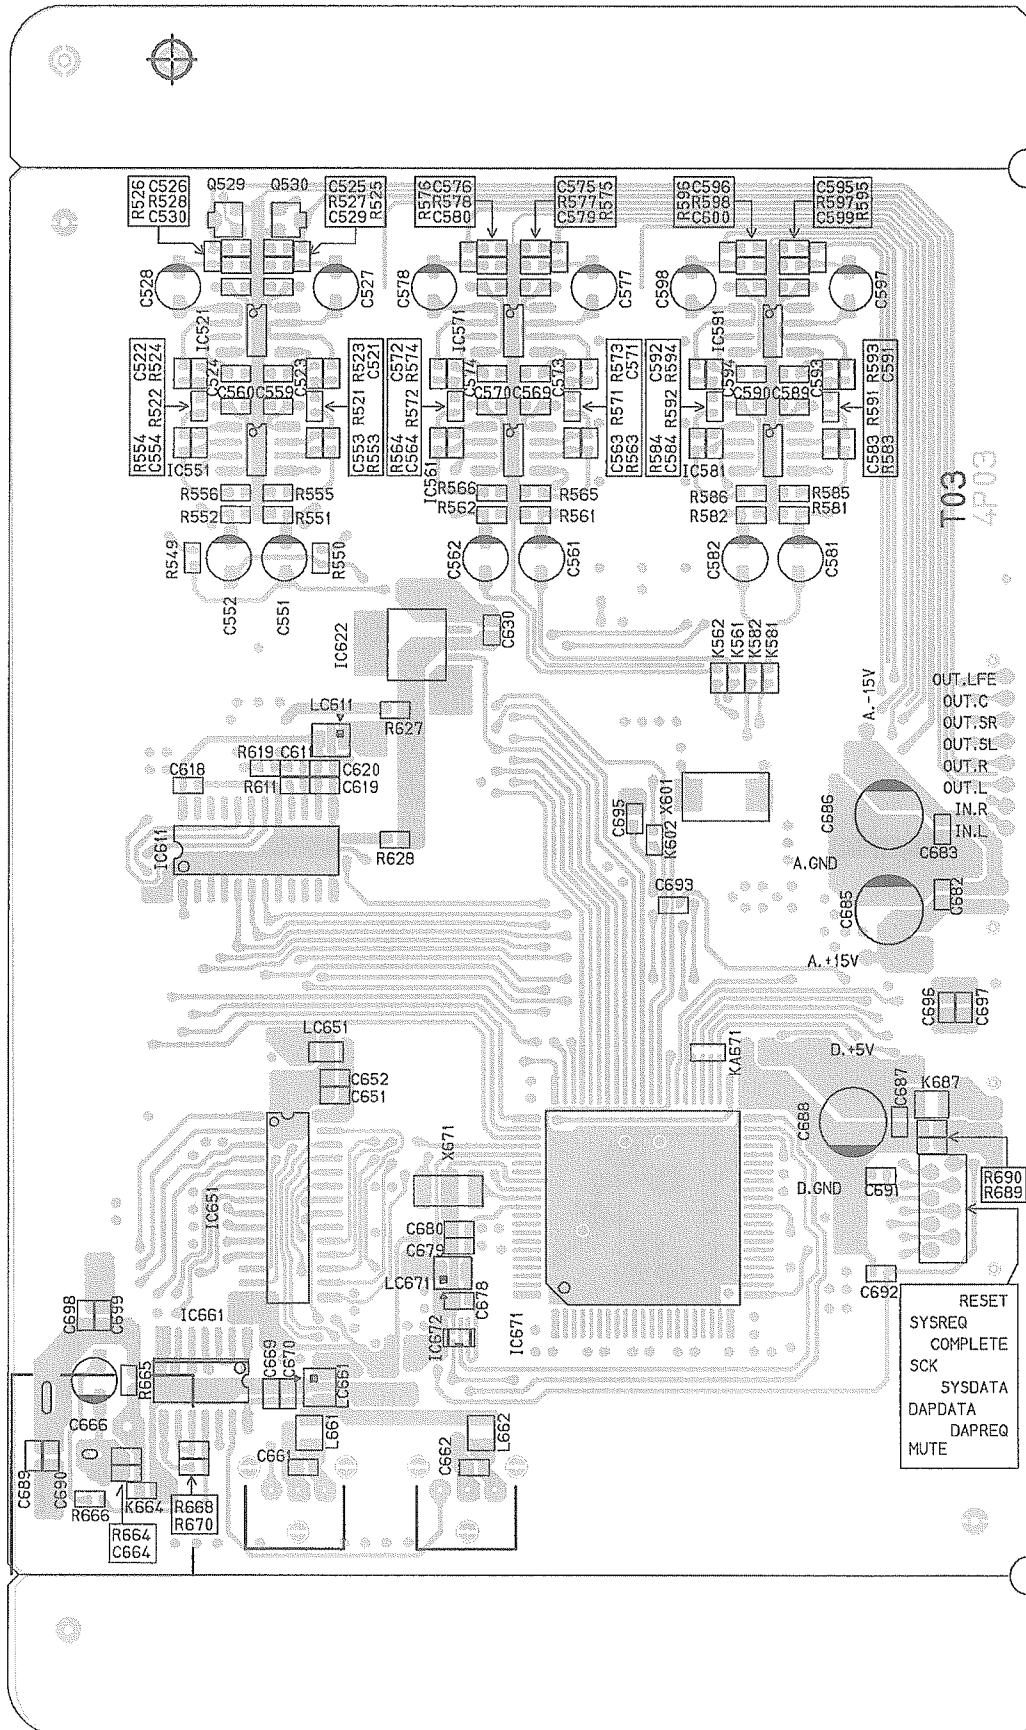 R526 C526
R528
C530
Q529
Q530
C525 R525
R527
C529
R576 C576
R578
C580
C575 R575
R577
C579
R596 C596
R598
C600
C595 R595
R597
C599
C528
C527
C578
C577
C598
C597
IC521
IC571
IC591
C522
R524
R522
C524
C523
C560
C559
R523
C521
R521
C572
R574
R572
C574
C573
C570
C569
R573
C571
R571
C592
R594
R592
C594
C593
C590
C589
R593
C591
R591
R554
C554
IC551
C553
R553
R564
C564
IC561
C563
R563
R584
C584
IC581
C583
R583
R556
R555
R552
R551
R566
R565
R562
R561
R586
R585
R582
R581
T03
4P03
R549
R550
C562
C561
C582
C581
C552
C551
IC622
C630
K562
K561
K582
K581
A.-15V
OUT.LFE
OUT.C
OUT.SR
OUT.SL
OUT.R
OUT.L
IN.R
IN.L
LC611
R627
R619 C611
C620
C618
R611
C619
IC611
R628
C695
X601
K602
C686
C683
A.GND
C693
C685
C682
A.+15V
C696
C697
LC651
C652
C651
KA671
D.+5V
K687
C687
C688
X671
IC651
D.GND
C691
R690
R689
C680
C679
LC671
C678
C692
IC672
IC671
C698
C699
IC661
R665
C669
C670
LC661
C666
L661
L662
C661
C662
C689
C690
R666
K664
R664
C664
R668
R670
RESET
SYSREQ
COMPLETE
SCK
SYSDATA
DAPDATA
DAPREQ
MUTE